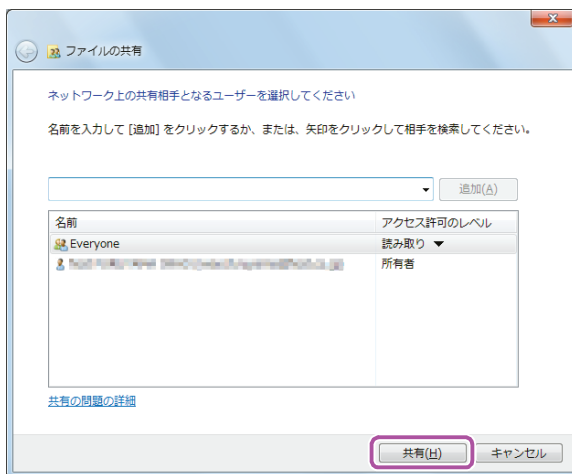 ファイルの共有
ネットワーク上の共有相手となるユーザーを選択してください
名前を入力して [追加] をクリックするか、または、矢印をクリックして相手を検索してください。
追加(A)
名前 アクセス許可のレベル
Everyone 読み取り ▼
所有者
共有の問題の詳細
共有(H) キャンセル